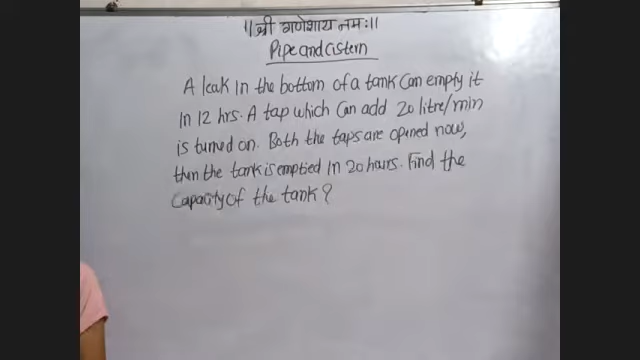 ||श्री गणेशाय नमः||
Pipe and cistern
A leak in the bottom of a tank can empty it
in 12 hrs. A tap which can add 20 litre/min
is turned on. Both the taps are opened now,
then the tank is emptied in 20 hours. Find the
capacity of the tank?